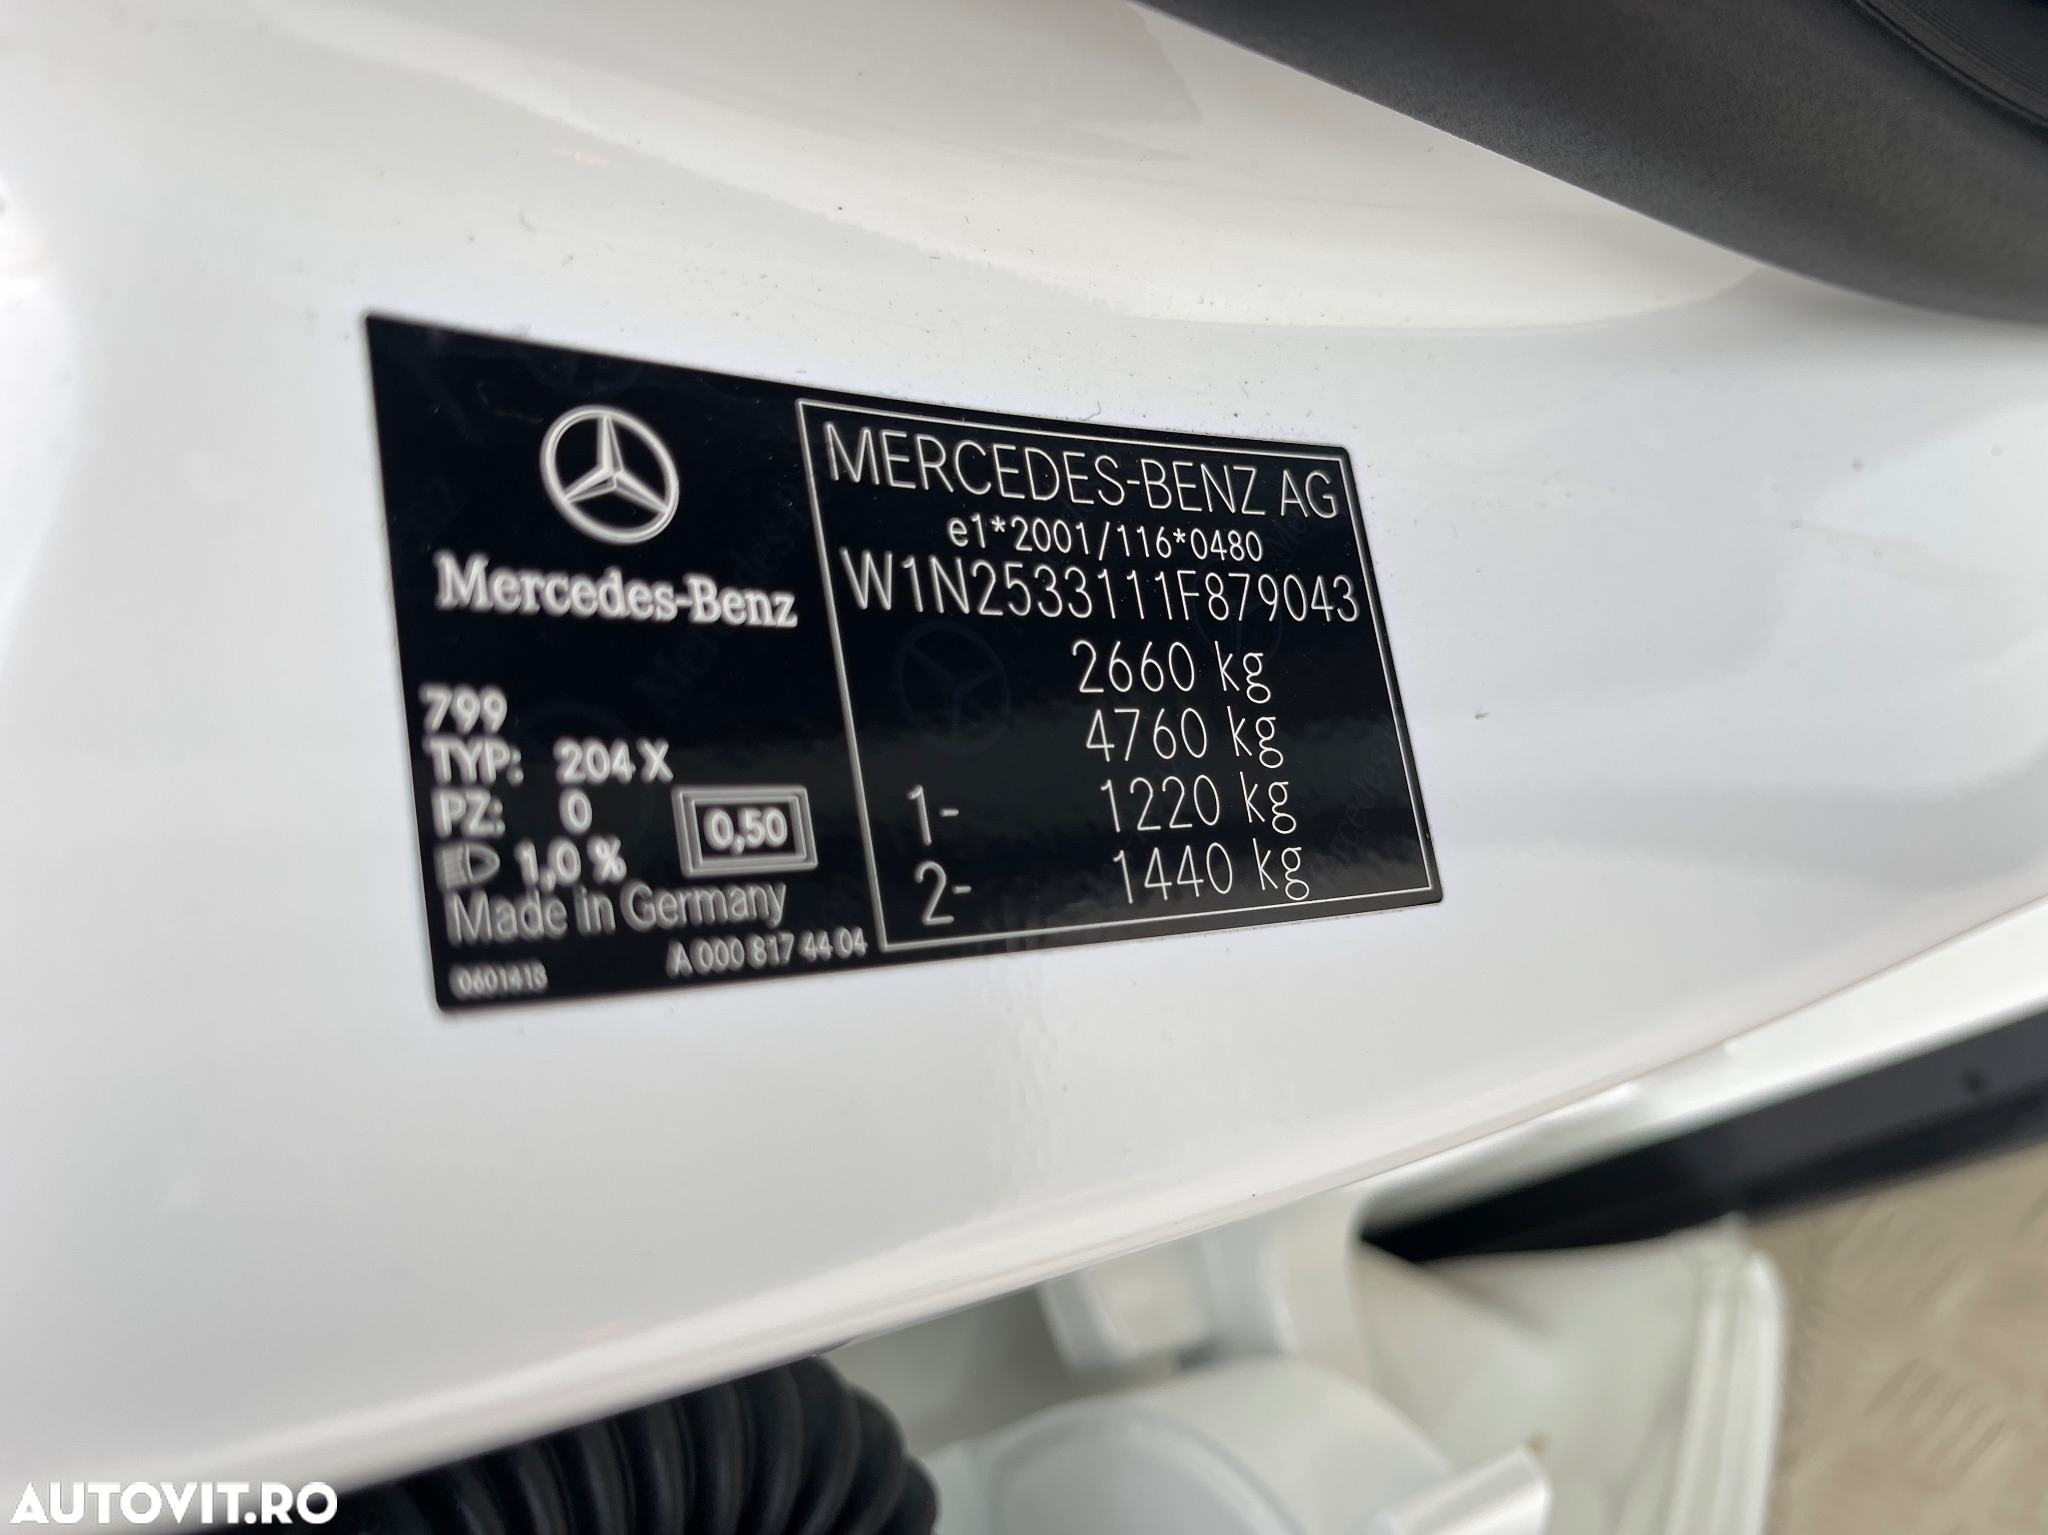 Mercedes-Benz
799
TYP: 204 X
PZ: 0
1,0 %
0,50
Made in Germany
A 000 817 44 04
0601418
MERCEDES-BENZ AG
e1*2001/116*0480
W1N2533111F879043
2660 kg
4760 kg
1- 1220 kg
2- 1440 kg
AUTOVIT.RO